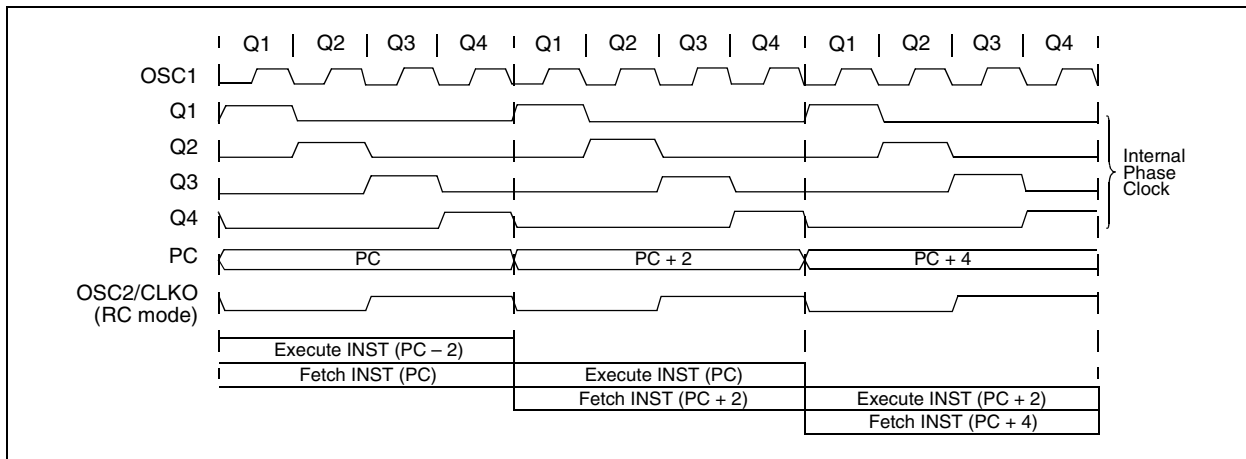 Q1 Q2 Q3 Q4 Q1 Q2 Q3 Q4 Q1 Q2 Q3 Q4
OSC1
Q1
Q2
Q3
Q4
Internal
Phase
Clock
PC
PC
PC + 2
PC + 4
OSC2/CLKO
(RC mode)
Execute INST (PC – 2)
Fetch INST (PC)
Execute INST (PC)
Fetch INST (PC + 2)
Execute INST (PC + 2)
Fetch INST (PC + 4)